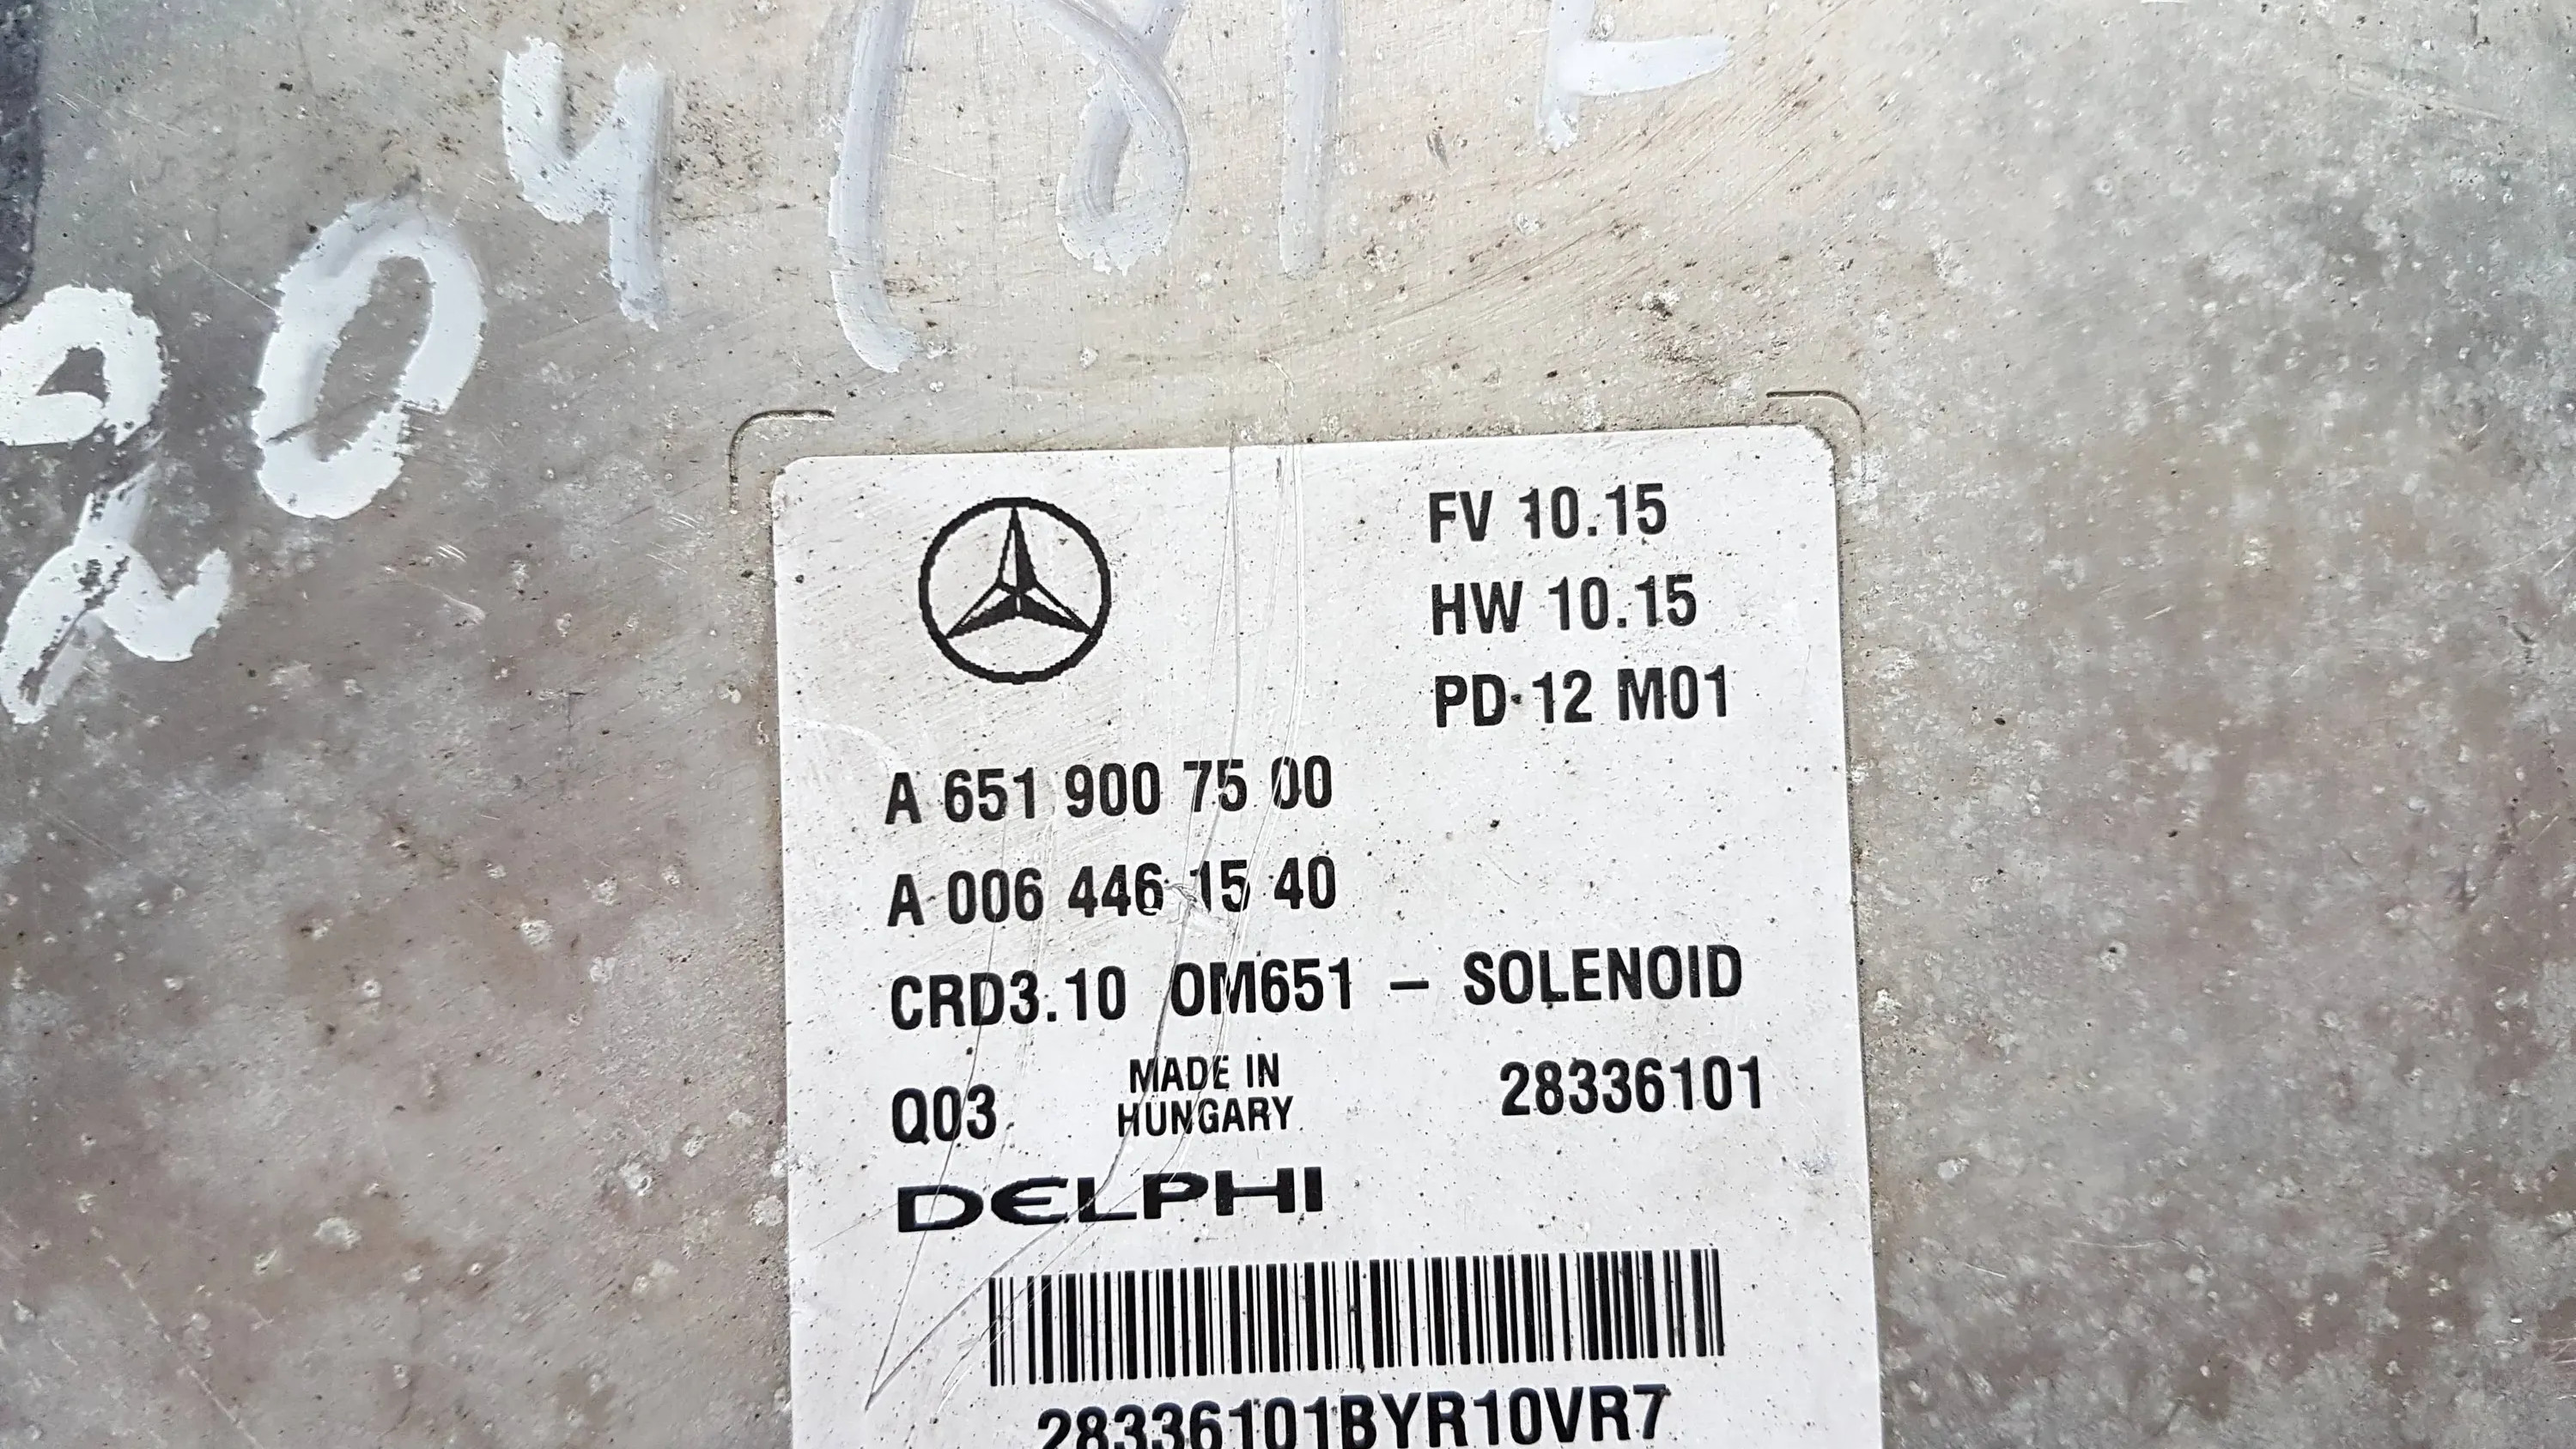 204
FV 10.15
HW 10.15
PD 12 M01
A 651 900 75 00
A 006 446 15 40
CRD3.10 OM651 – SOLENOID
Q03 MADE IN HUNGARY 28336101
DELPHI
28336101BYR10VR7